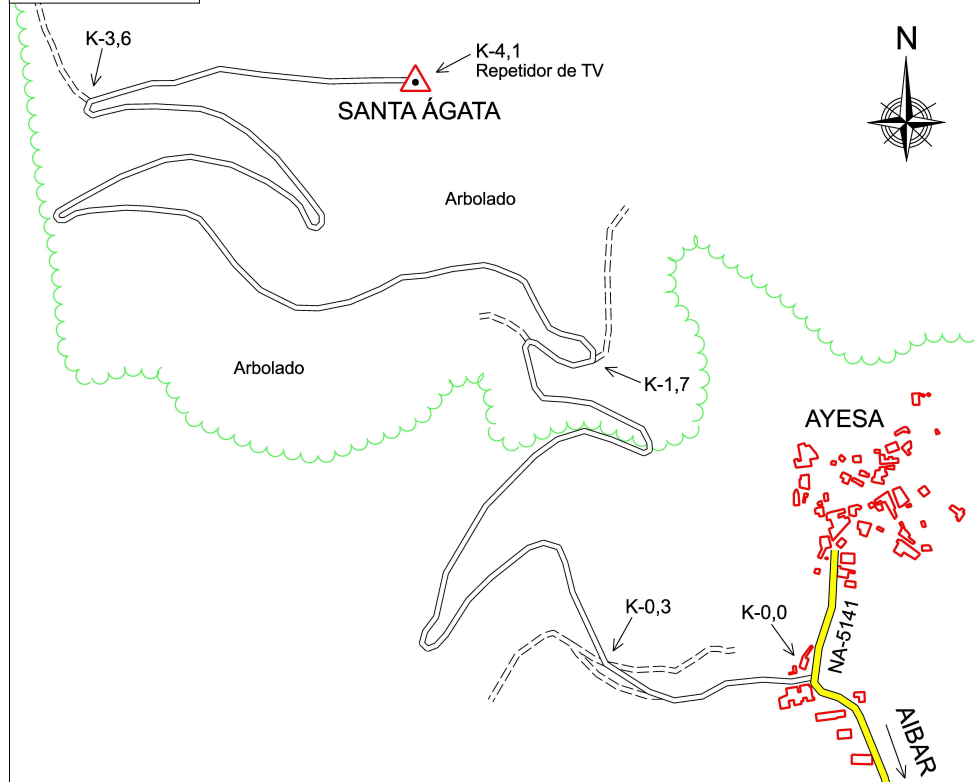 K-3,6
N
K-4,1
Repetidor de TV
SANTA ÁGATA
Arbolado
Arbolado
K-1,7
AYESA
K-0,3
K-0,0
NA-5141
AIBAR